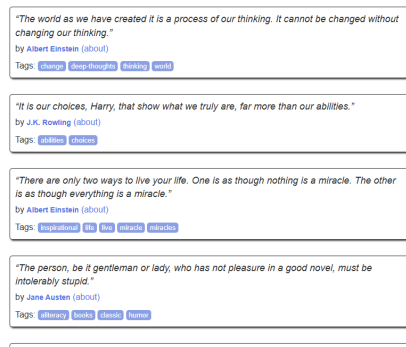 “The world as we have created it is a process of our thinking. It cannot be changed without
changing our thinking.”
by Albert Einstein (about)
Tags: change deep-thoughts thinking world
“It is our choices, Harry, that show what we truly are, far more than our abilities.”
by J.K. Rowling (about)
Tags: abilities choices
“There are only two ways to live your life. One is as though nothing is a miracle. The other
is as though everything is a miracle.”
by Albert Einstein (about)
Tags: inspirational life live miracle miracles
“The person, be it gentleman or lady, who has not pleasure in a good novel, must be
intolerably stupid.”
by Jane Austen (about)
Tags: aliteracy books classic humor